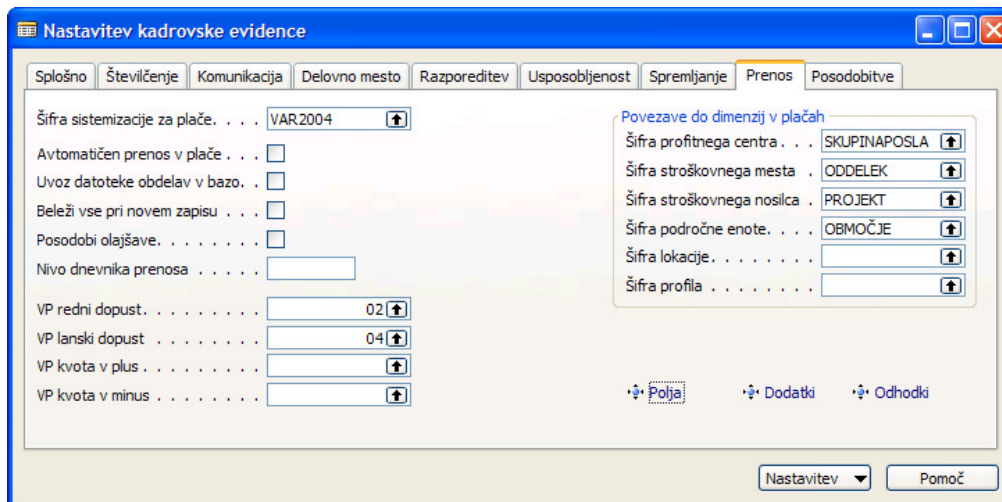 Nastavitev kadrovske evidence
Splošno Številčenje Komunikacija Delovno mesto Razporeditev Usposobljenost Spremljanje Prenos Posodobitve
Šifra sistemizacije za plače. . . . VAR2004
Avtomatičen prenos v plače . . .
Uvoz datoteke obdelav v bazo. .
Beleži vse pri novem zapisu . . .
Posodobi olajšave. . . . . . . .
Nivo dnevnika prenosa . . . . .
VP redni dopust. . . . . . . . . 02
VP lanski dopust . . . . . . . . 04
VP kvota v plus . . . . . . . . .
VP kvota v minus . . . . . . . .
Povezave do dimenzij v plačah
Šifra profitnega centra . . . SKUPINAPOSLA
Šifra stroškovnega mesta . ODDELEK
Šifra stroškovnega nosilca . PROJEKT
Šifra področne enote. . . . OBMOČJE
Šifra lokacije. . . . . . . . .
Šifra profila . . . . . . . .
Polja Dodatki Odhodki
Nastavitev Pomoč